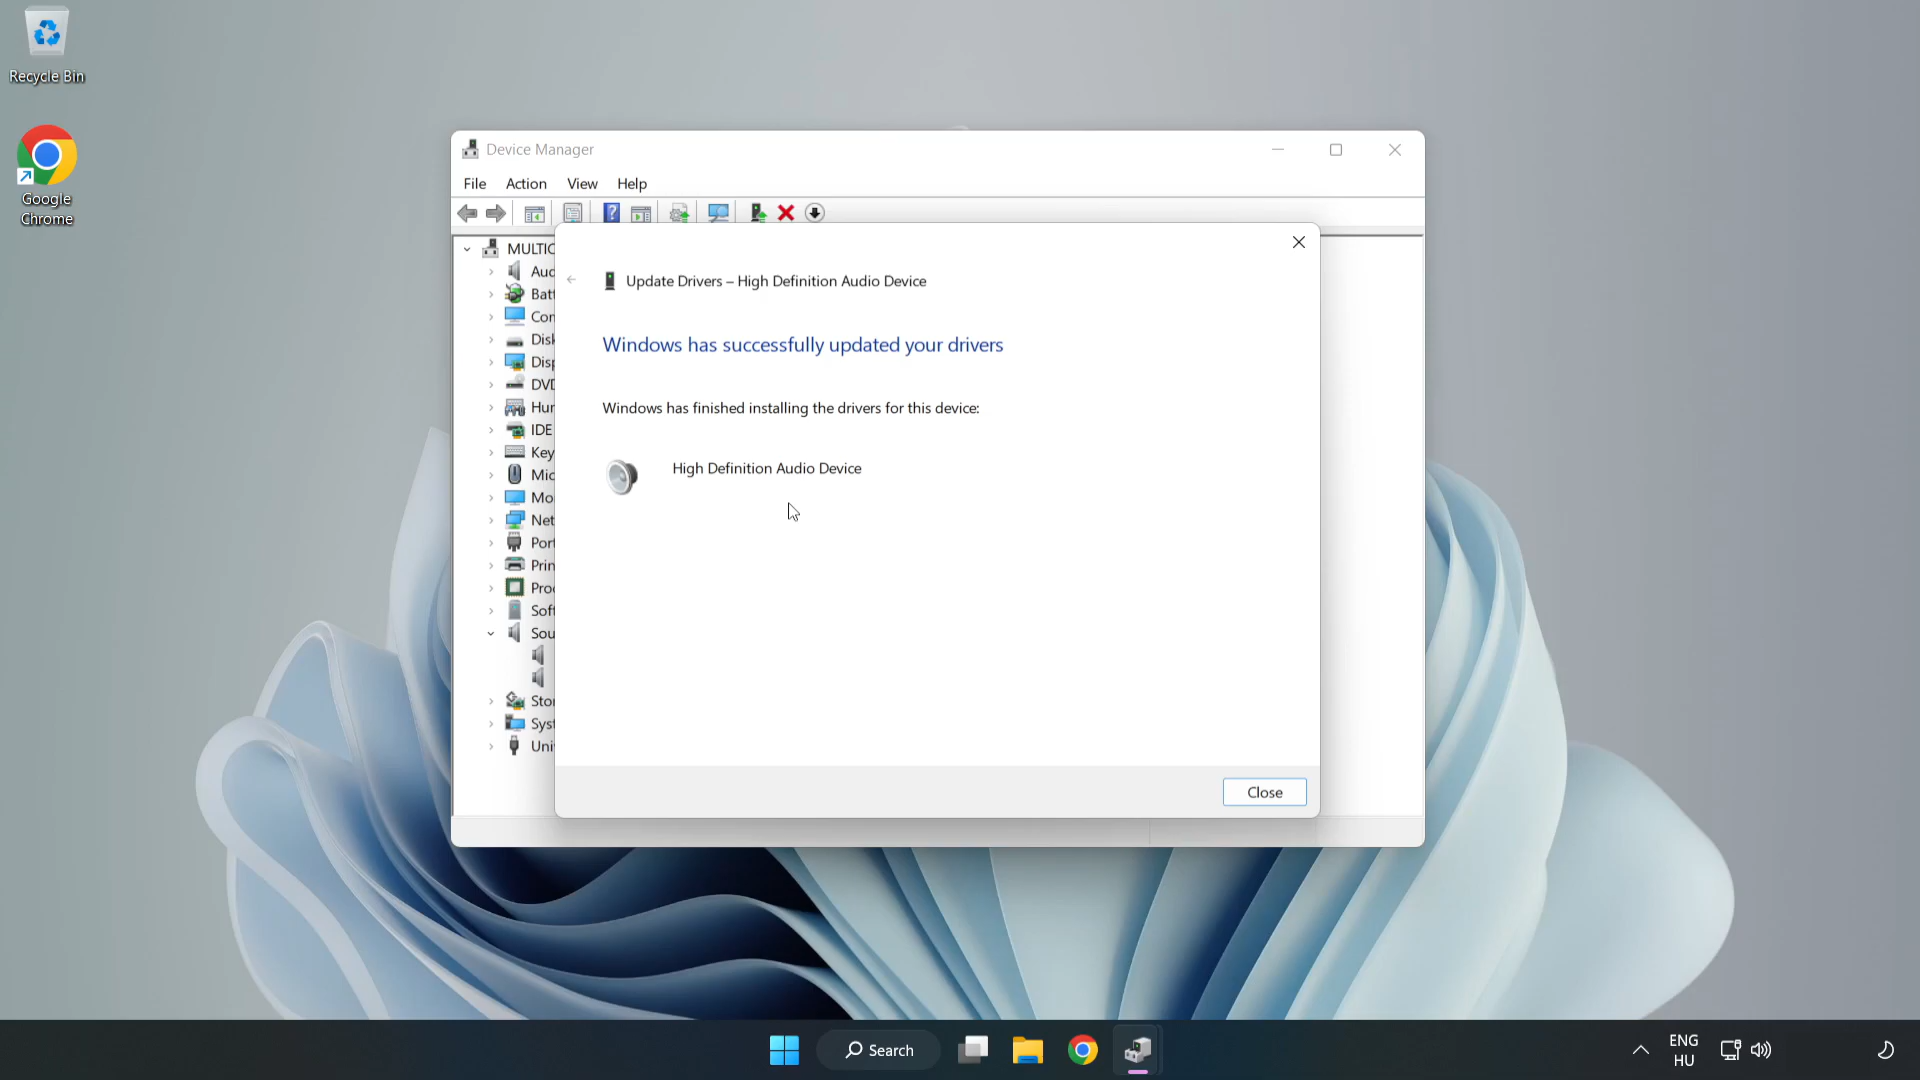 Recycle Bin
Google
Chrome
Device Manager
File Action View Help
MULTIC
Aud
Batt
Con
Disk
Disp
DVD
Hur
IDE
Key
Mic
Mor
Net
Port
Prin
Proc
Soft
Sou
Stor
Syst
Uni
Update Drivers – High Definition Audio Device
Windows has successfully updated your drivers
Windows has finished installing the drivers for this device:
High Definition Audio Device
Close
Search
ENG
HU